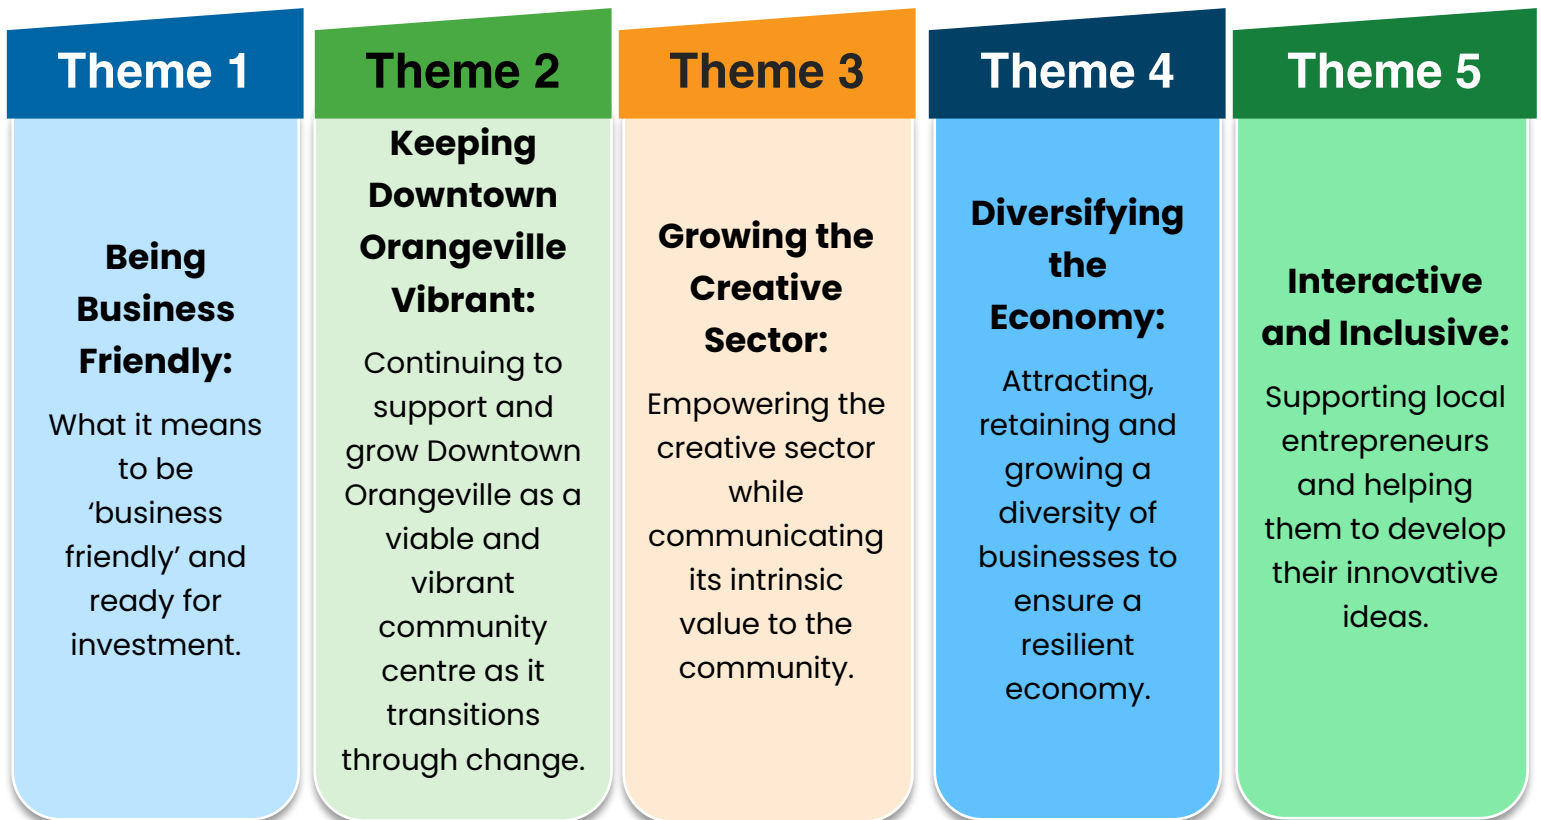 Theme 1
Being
Business
Friendly:
What it means
to be
‘business
friendly’ and
ready for
investment.
Theme 2
Keeping
Downtown
Orangeville
Vibrant:
Continuing to
support and
grow Downtown
Orangeville as a
viable and
vibrant
community
centre as it
transitions
through change.
Theme 3
Growing the
Creative
Sector:
Empowering the
creative sector
while
communicating
its intrinsic
value to the
community.
Theme 4
Diversifying
the
Economy:
Attracting,
retaining and
growing a
diversity of
businesses to
ensure a
resilient
economy.
Theme 5
Interactive
and Inclusive:
Supporting local
entrepreneurs
and helping
them to develop
their innovative
ideas.